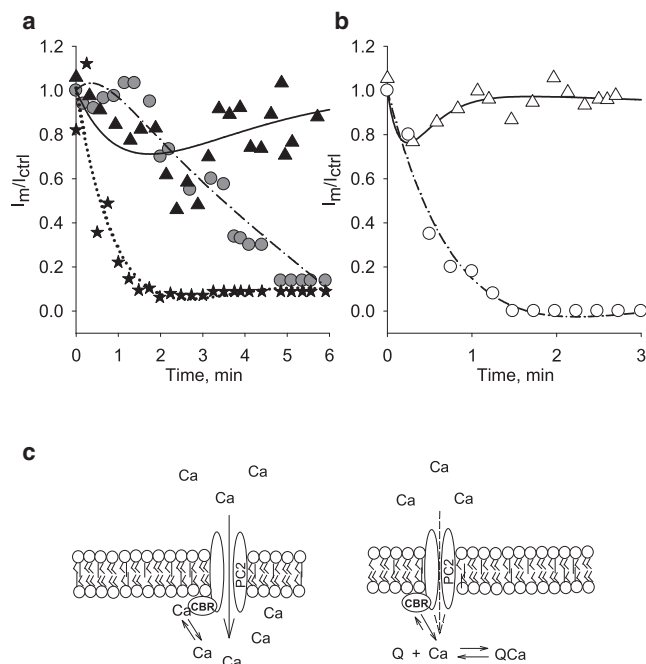 a
b
1.2
1.0
0.8
0.6
0.4
0.2
0.0
Im/Ictrl
0 1 2 3 4 5 6
Time, min
1.2
1.0
0.8
0.6
0.4
0.2
0.0
Im/Ictrl
0 1 2 3
Time, min
c
Ca Ca
Ca
PC2
Ca CBR Ca
Ca
Ca Ca
Ca
Ca Ca
PC2
CBR
Q + Ca QCa